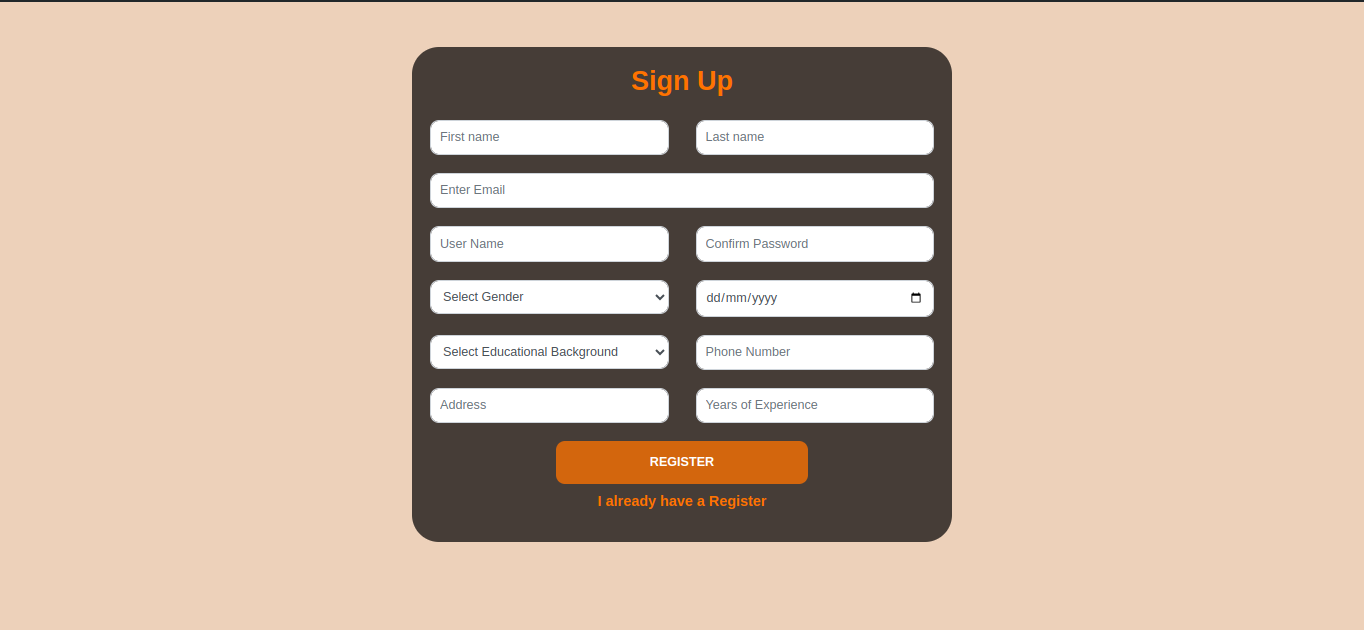 Sign Up
First name Last name
Enter Email
User Name Confirm Password
Select Gender dd/mm/yyyy
Select Educational Background Phone Number
Address Years of Experience
REGISTER
I already have a Register